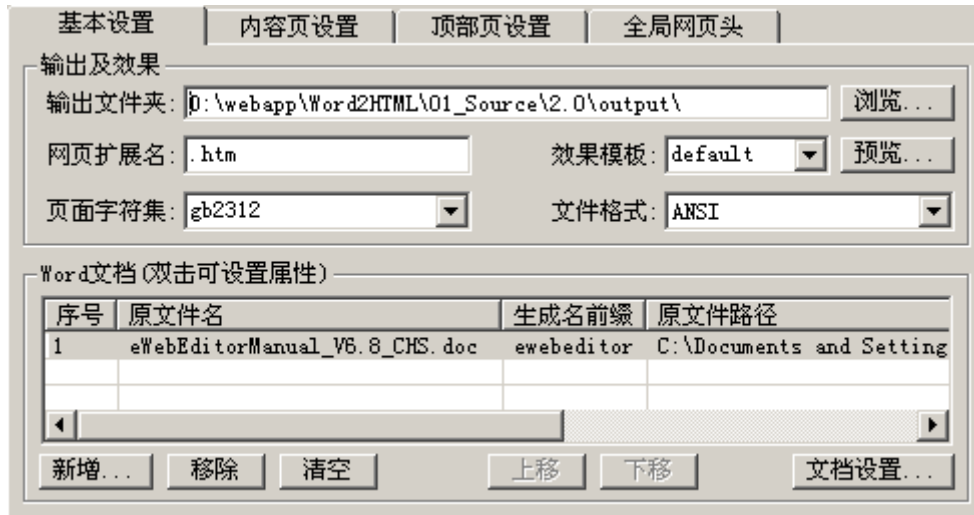 基本设置 内容页设置 顶部页设置 全局网页头
输出及效果
输出文件夹: D:\webapp\Word2HTML\01_Source\2.0\output\ 浏览...
网页扩展名: .htm 效果模板: default 预览...
页面字符集: gb2312 文件格式: ANSI
Word文档(双击可设置属性)
序号 原文件名 生成名前缀 原文件路径
1 eWebEditorManual_V6.8_CHS.doc ewebeditor C:\Documents and Setting
新增... 移除 清空 上移 下移 文档设置...